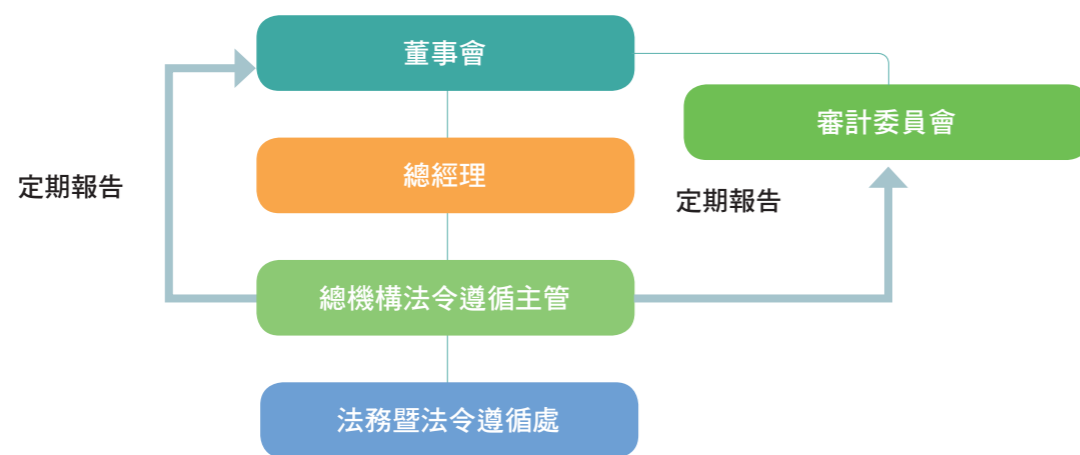 董事會
審計委員會
總經理
定期報告
定期報告
總機構法令遵循主管
法務暨法令遵循處